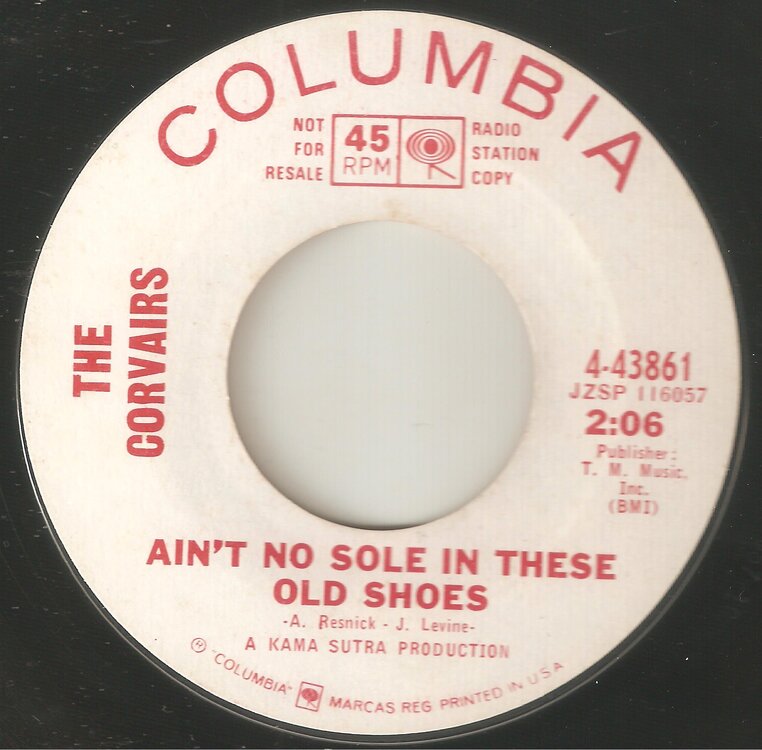 COLUMBIA
NOT
FOR
RESALE
45
RPM
RADIO
STATION
COPY
THE
CORVAIRS
4-43861
JZSP 116057
2:06
Publisher:
T. M. Music.
Inc.
(BMI)
AIN'T NO SOLE IN THESE
OLD SHOES
-A. Resnick - J. Levine-
A KAMA SUTRA PRODUCTION
Ⓟ "COLUMBIA" MARCAS REG. PRINTED IN U S A